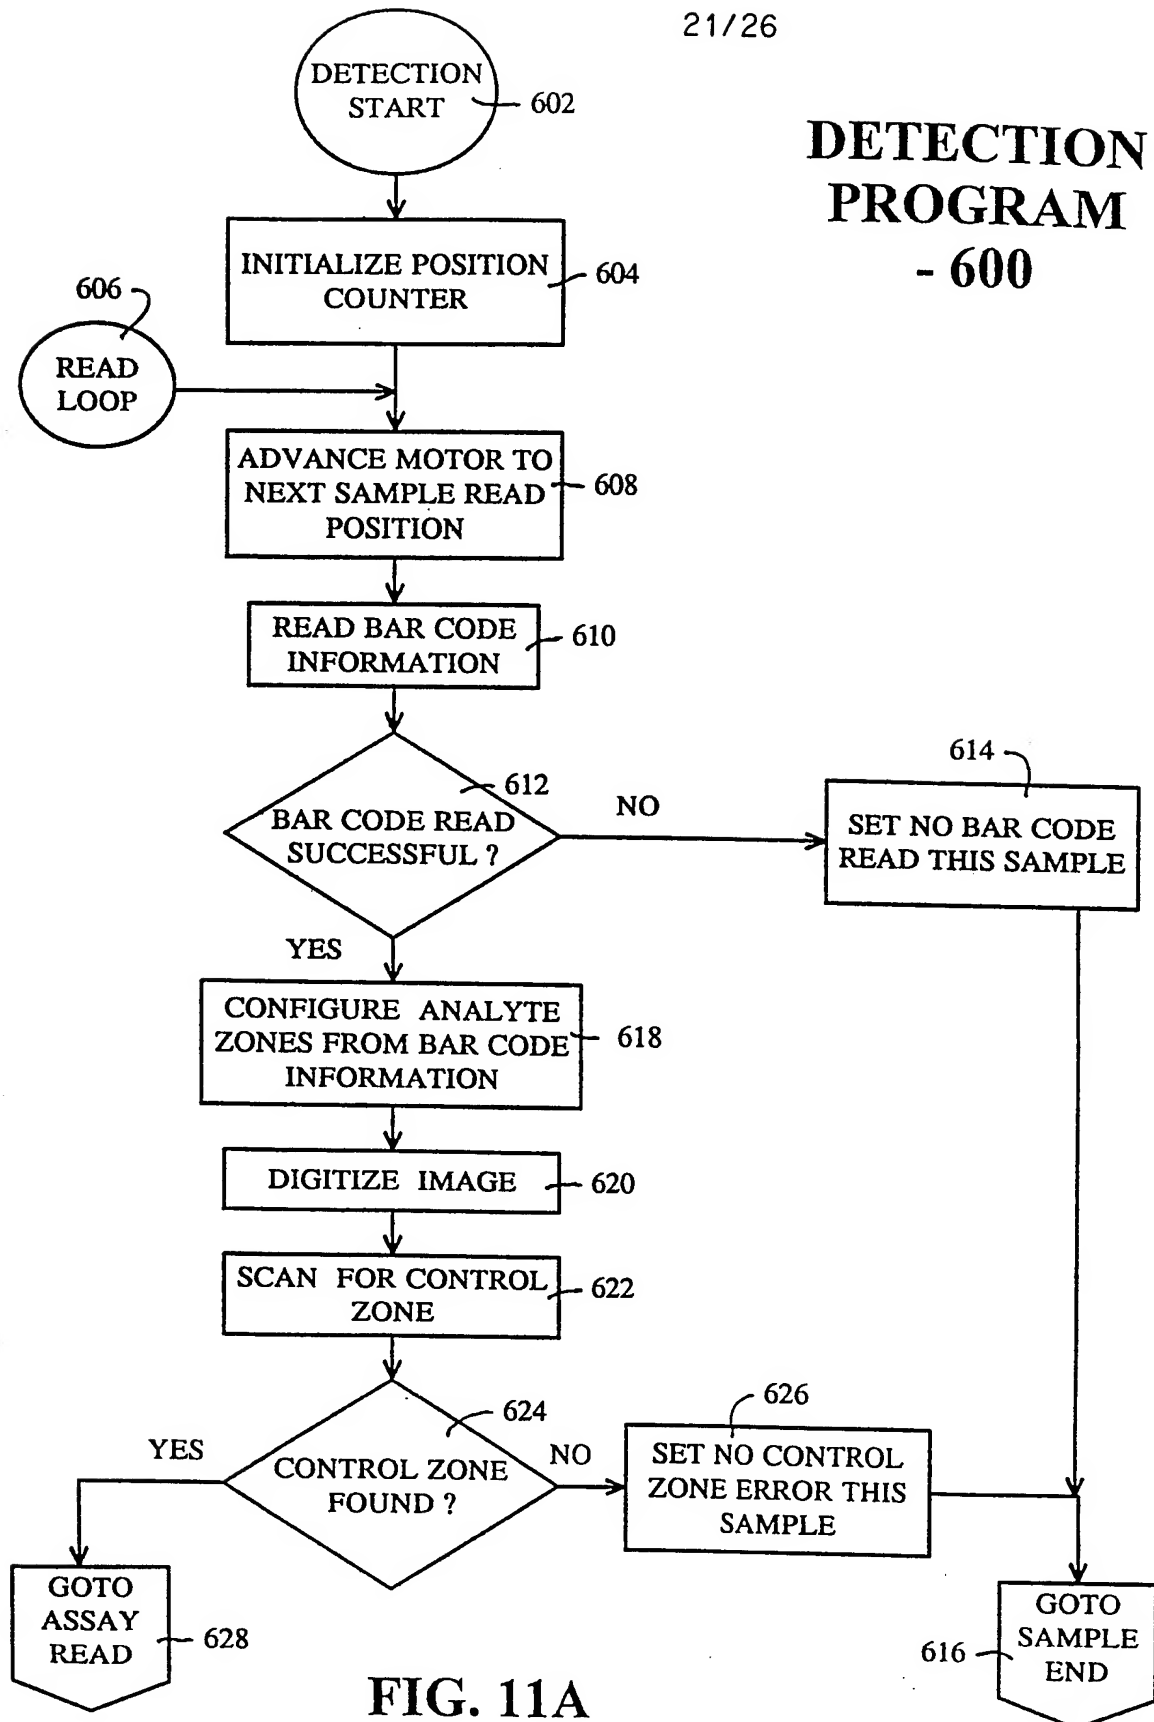 21/26
DETECTION
PROGRAM
- 600
DETECTION
START
602
INITIALIZE POSITION
COUNTER
604
606
READ
LOOP
ADVANCE MOTOR TO
NEXT SAMPLE READ
POSITION
608
READ BAR CODE
INFORMATION
610
612
BAR CODE READ
SUCCESSFUL ?
NO
614
SET NO BAR CODE
READ THIS SAMPLE
YES
CONFIGURE ANALYTE
ZONES FROM BAR CODE
INFORMATION
618
DIGITIZE IMAGE
620
SCAN FOR CONTROL
ZONE
622
624
CONTROL ZONE
FOUND ?
YES
NO
626
SET NO CONTROL
ZONE ERROR THIS
SAMPLE
GOTO
ASSAY
READ
628
GOTO
SAMPLE
END
616
FIG. 11A